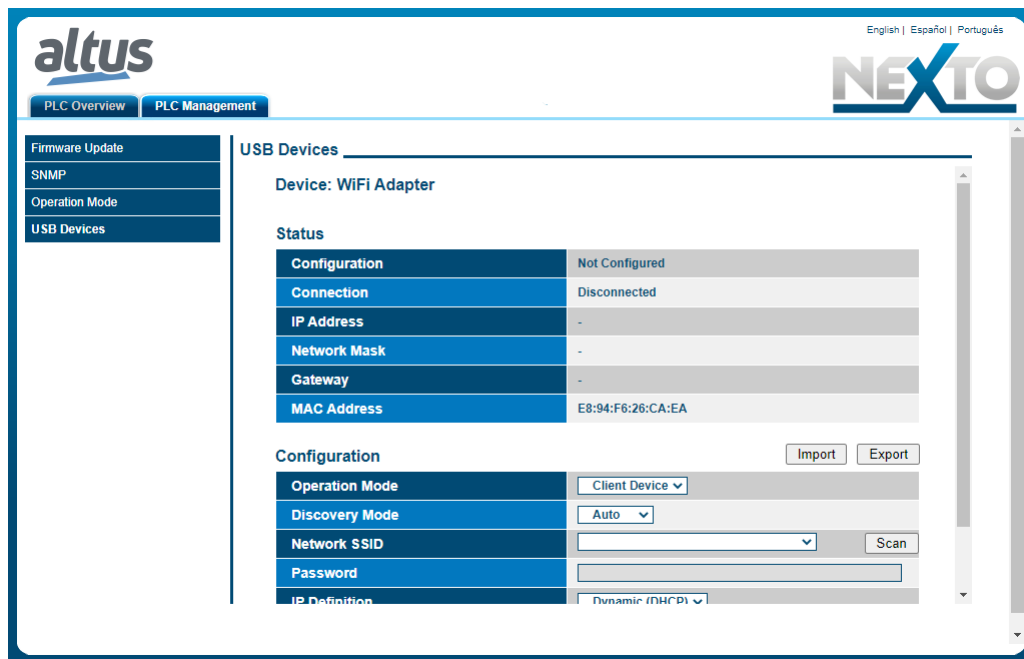 English | Español | Português
altus
NEXTO
PLC Overview PLC Management
Firmware Update
SNMP
Operation Mode
USB Devices
USB Devices
Device: WiFi Adapter
Status
Configuration Not Configured
Connection Disconnected
IP Address -
Network Mask -
Gateway -
MAC Address E8:94:F6:26:CA:EA
Configuration Import Export
Operation Mode Client Device
Discovery Mode Auto
Network SSID Scan
Password
IP Definition Dynamic (DHCP)